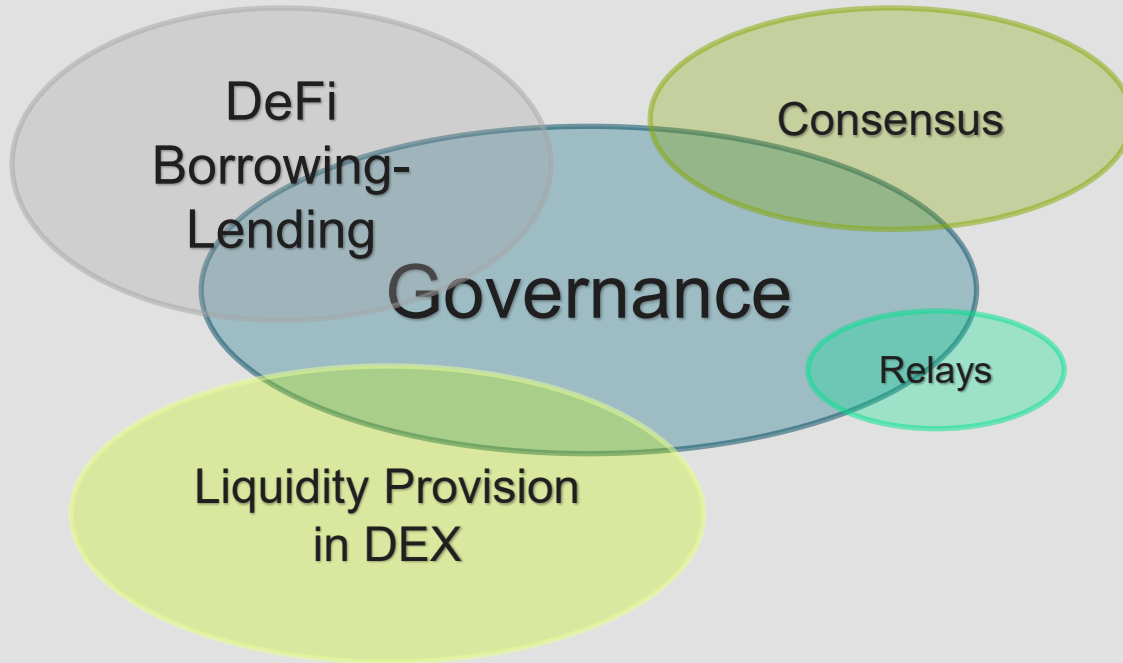 DeFi
Borrowing-
Lending
Consensus
Governance
Relays
Liquidity Provision
in DEX